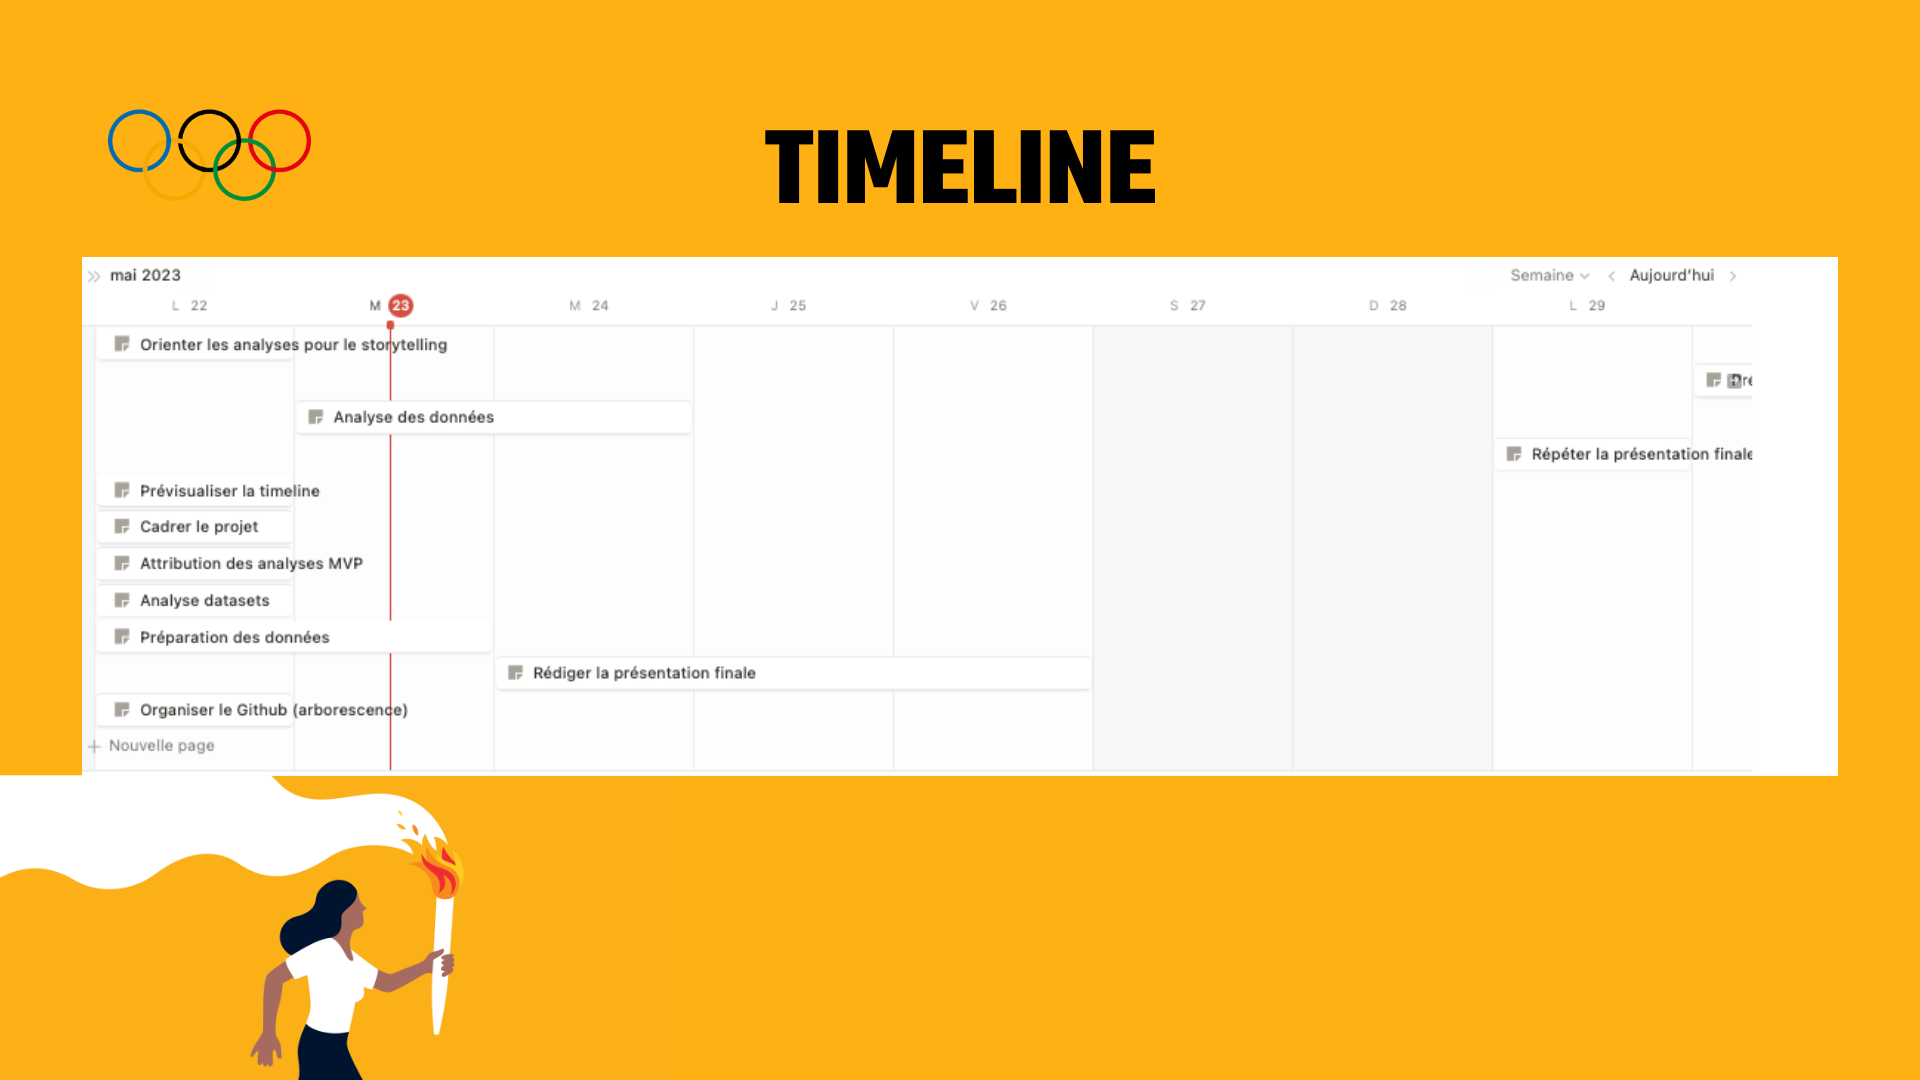 TIMELINE
mai 2023
Semaine
Aujourd'hui
L 22
M 23
M 24
J 25
V 26
S 27
D 28
L 29
Orienter les analyses pour le storytelling
Analyse des données
Répéter la présentation finale
Prévisualiser la timeline
Cadrer le projet
Attribution des analyses MVP
Analyse datasets
Préparation des données
Rédiger la présentation finale
Organiser le Github (arborescence)
+ Nouvelle page